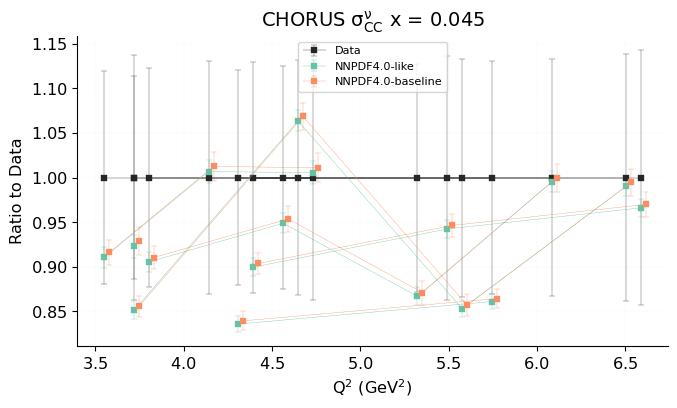 CHORUS σ^ν_CC x = 0.045
Data
NNPDF4.0-like
NNPDF4.0-baseline
Ratio to Data
1.15
1.10
1.05
1.00
0.95
0.90
0.85
3.5 4.0 4.5 5.0 5.5 6.0 6.5
Q² (GeV²)